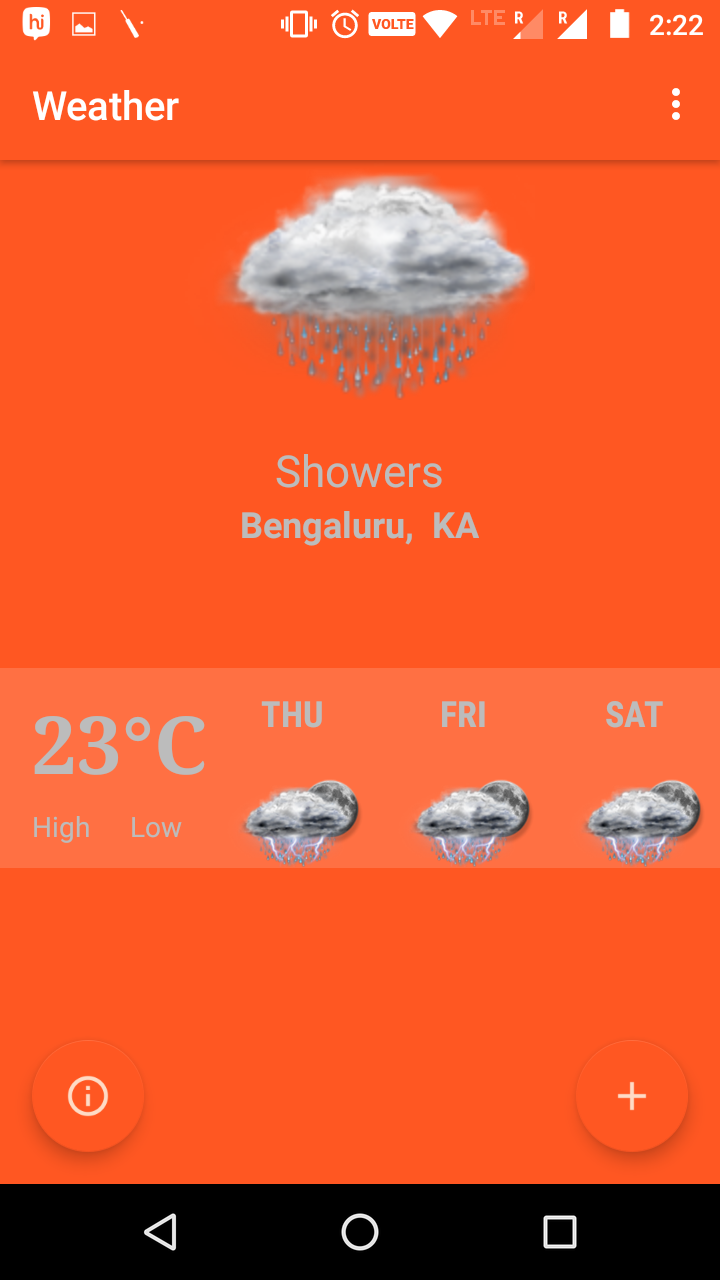 hi VOLTE LTE R R 2:22
Weather
Showers
Bengaluru, KA
23°C THU FRI SAT
High Low